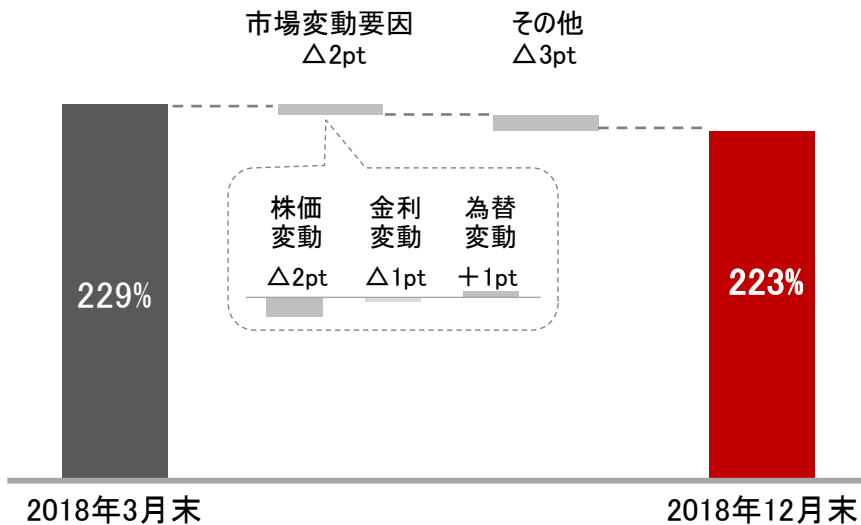 市場変動要因
△2pt
その他
△3pt
株価
変動
△2pt
金利
変動
△1pt
為替
変動
＋1pt
229%
223%
2018年3月末
2018年12月末